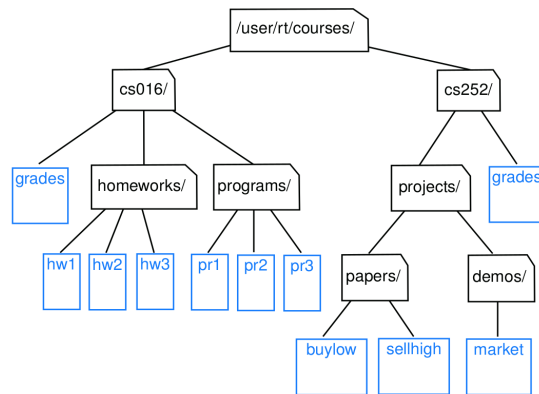 /user/rt/courses/
cs016/
cs252/
grades
homeworks/
programs/
projects/
grades
hw1
hw2
hw3
pr1
pr2
pr3
papers/
demos/
buylow
sellhigh
market